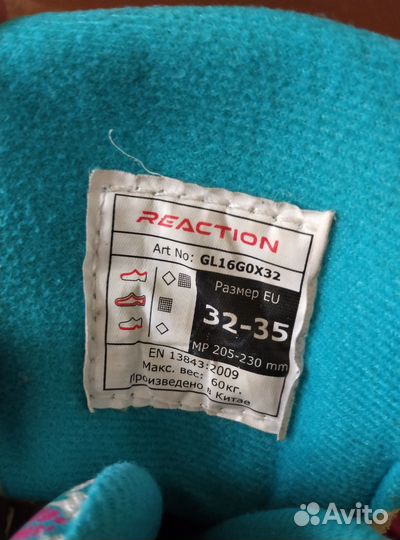 REACTION
Art No: GL16G0X32
Размер EU
32-35
MP 205-230 mm
EN 13843:2009
Макс. вес: 60кг.
Произведено в Китае
Avito